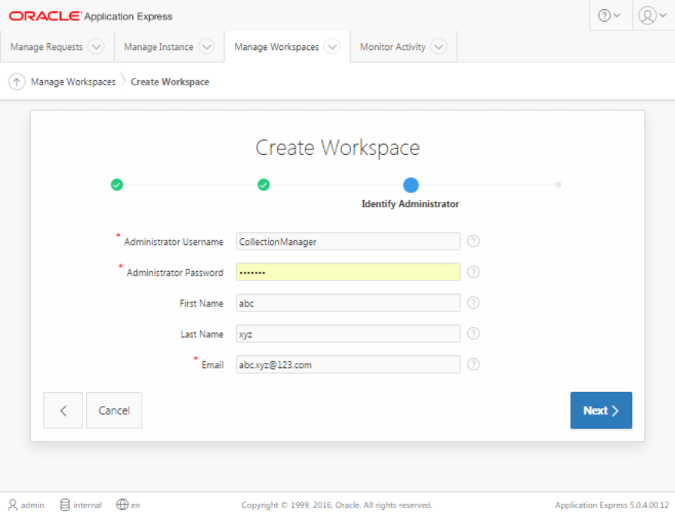 ORACLE Application Express
Manage Requests Manage Instance Manage Workspaces Monitor Activity
Manage Workspaces Create Workspace
Create Workspace
Identify Administrator
* Administrator Username CollectionManager ?
* Administrator Password ••••••• ?
First Name abc ?
Last Name xyz ?
* Email abc.xyz@123.com ?
Cancel Next
admin internal en Copyright © 1999, 2016, Oracle. All rights reserved. Application Express 5.0.4.00.12